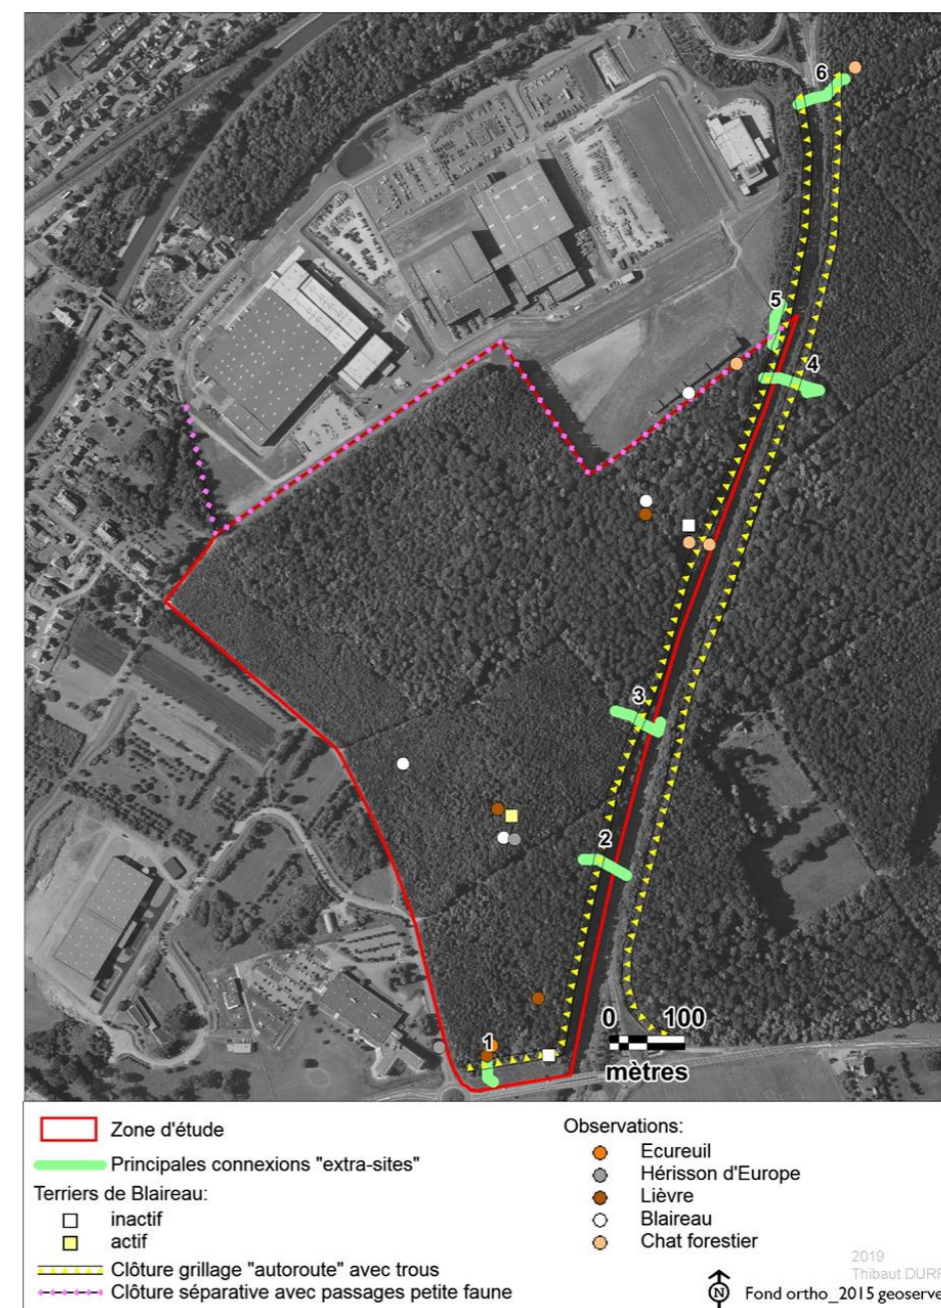 6
5
4
3
2
1
0 100
mètres
Zone d'étude
Principales connexions "extra-sites"
Terriers de Blaireau:
inactif
actif
Clôture grillage "autoroute" avec trous
Clôture séparative avec passages petite faune
Observations:
Ecureuil
Hérisson d'Europe
Lièvre
Blaireau
Chat forestier
2019
Thibaut
N Fond ortho_2015